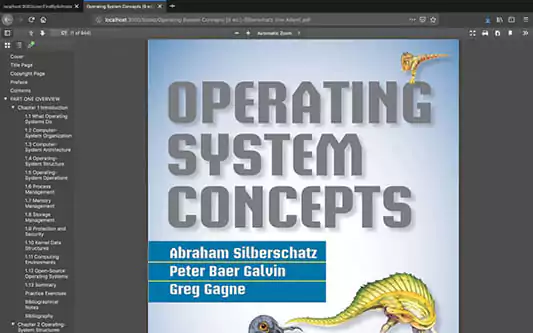 Operating System Concepts (9 ed.)
Automatic Zoom
Cover
Title Page
Copyright Page
Preface
Contents
PART ONE OVERVIEW
Chapter 1 Introduction
1.1 What Operating
Systems Do
1.2 Computer-
System Organization
1.3 Computer-
System Architecture
1.4 Operating-
System Structure
1.5 Operating-
System Operations
1.6 Process
Management
1.7 Memory
Management
1.8 Storage
Management
1.9 Protection and
Security
1.10 Kernel Data
Structures
1.11 Computing
Environments
1.12 Open-Source
Operating Systems
1.13 Summary
Practice Exercises
Bibliographical
Notes
Bibliography
Chapter 2 Operating-
System Structures
OPERATING
SYSTEM
CONCEPTS
Abraham Silberschatz
Peter Baer Galvin
Greg Gagne